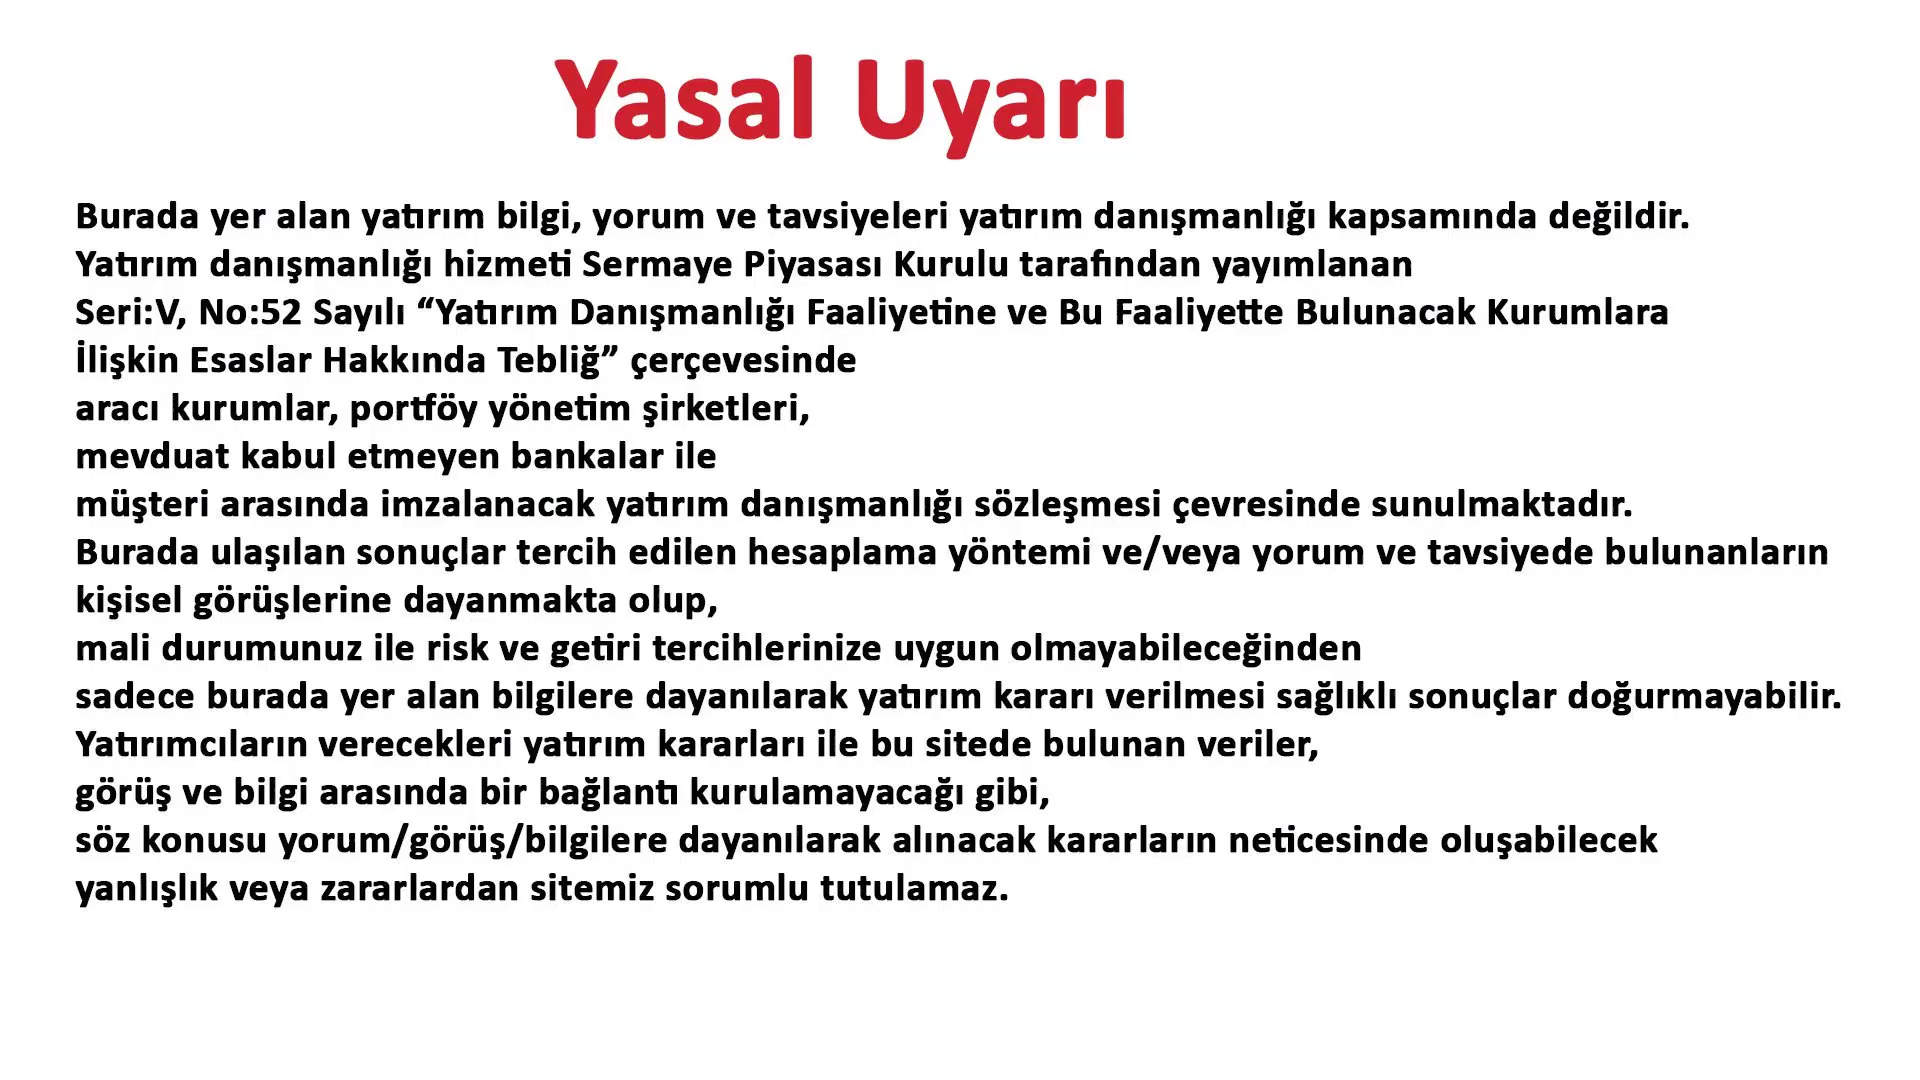 Yasal Uyarı
Burada yer alan yatırım bilgi, yorum ve tavsiyeleri yatırım danışmanlığı kapsamında değildir.
Yatırım danışmanlığı hizmeti Sermaye Piyasası Kurulu tarafından yayımlanan
Seri:V, No:52 Sayılı “Yatırım Danışmanlığı Faaliyetine ve Bu Faaliyette Bulunacak Kurumlara
İlişkin Esaslar Hakkında Tebliğ” çerçevesinde
aracı kurumlar, portföy yönetim şirketleri,
mevduat kabul etmeyen bankalar ile
müşteri arasında imzalanacak yatırım danışmanlığı sözleşmesi çevresinde sunulmaktadır.
Burada ulaşılan sonuçlar tercih edilen hesaplama yöntemi ve/veya yorum ve tavsiyede bulunanların
kişisel görüşlerine dayanmakta olup,
mali durumunuz ile risk ve getiri tercihlerinize uygun olmayabileceğinden
sadece burada yer alan bilgilere dayanılarak yatırım kararı verilmesi sağlıklı sonuçlar doğurmayabilir.
Yatırımcıların verecekleri yatırım kararları ile bu sitede bulunan veriler,
görüş ve bilgi arasında bir bağlantı kurulamayacağı gibi,
söz konusu yorum/görüş/bilgilere dayanılarak alınacak kararların neticesinde oluşabilecek
yanlışlık veya zararlardan sitemiz sorumlu tutulamaz.